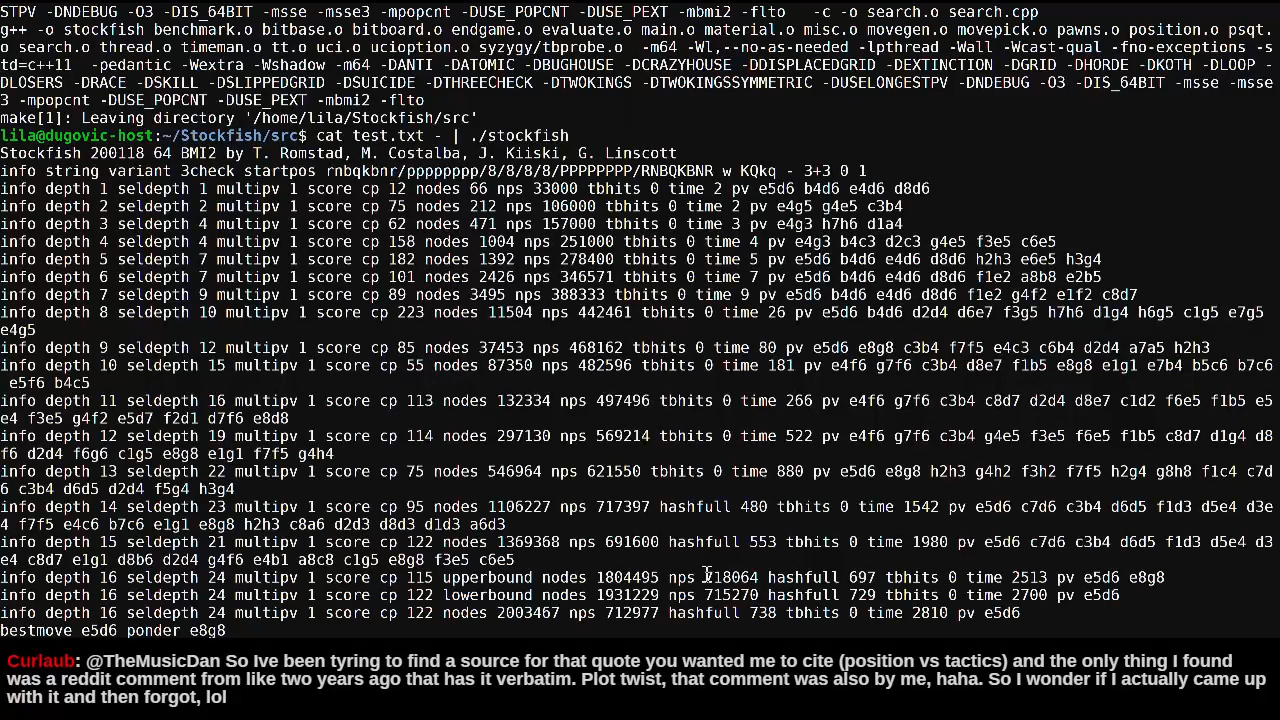 STPV -DNDEBUG -O3 -DIS_64BIT -msse -msse3 -mpopcnt -DUSE_POPCNT -DUSE_PEXT -mbmi2 -flto   -c -o search.o search.cpp
g++ -o stockfish benchmark.o bitbase.o bitboard.o endgame.o evaluate.o main.o material.o misc.o movegen.o movepick.o pawns.o position.o psqt.
o search.o thread.o timeman.o tt.o uci.o ucioption.o syzygy/tbprobe.o  -m64 -Wl,--no-as-needed -lpthread -Wall -Wcast-qual -fno-exceptions -s
td=c++11  -pedantic -Wextra -Wshadow -m64 -DANTI -DATOMIC -DBUGHOUSE -DCRAZYHOUSE -DDISPLACEDGRID -DEXTINCTION -DGRID -DHORDE -DKOTH -DLOOP -
DLOSERS -DRACE -DSKILL -DSLIPPEDGRID -DSUICIDE -DTHREECHECK -DTWOKINGS -DTWOKINGSSYMMETRIC -DUSELONGESTPV -DNDEBUG -O3 -DIS_64BIT -msse -msse
3 -mpopcnt -DUSE_POPCNT -DUSE_PEXT -mbmi2 -flto
make[1]: Leaving directory '/home/lila/Stockfish/src'
lila@dugovic-host:~/Stockfish/src$ cat test.txt - | ./stockfish
Stockfish 200118 64 BMI2 by T. Romstad, M. Costalba, J. Kiiski, G. Linscott
info string variant 3check startpos rnbqkbnr/pppppppp/8/8/8/8/PPPPPPPP/RNBQKBNR w KQkq - 3+3 0 1
info depth 1 seldepth 1 multipv 1 score cp 12 nodes 66 nps 33000 tbhits 0 time 2 pv e5d6 b4d6 e4d6 d8d6
info depth 2 seldepth 2 multipv 1 score cp 75 nodes 212 nps 106000 tbhits 0 time 2 pv e4g5 g4e5 c3b4
info depth 3 seldepth 4 multipv 1 score cp 62 nodes 471 nps 157000 tbhits 0 time 3 pv e4g3 h7h6 d1a4
info depth 4 seldepth 4 multipv 1 score cp 158 nodes 1004 nps 251000 tbhits 0 time 4 pv e4g3 b4c3 d2c3 g4e5 f3e5 c6e5
info depth 5 seldepth 7 multipv 1 score cp 182 nodes 1392 nps 278400 tbhits 0 time 5 pv e5d6 b4d6 e4d6 d8d6 h2h3 e6e5 h3g4
info depth 6 seldepth 7 multipv 1 score cp 101 nodes 2426 nps 346571 tbhits 0 time 7 pv e5d6 b4d6 e4d6 d8d6 f1e2 a8b8 e2b5
info depth 7 seldepth 9 multipv 1 score cp 89 nodes 3495 nps 388333 tbhits 0 time 9 pv e5d6 b4d6 e4d6 d8d6 f1e2 g4f2 e1f2 c8d7
info depth 8 seldepth 10 multipv 1 score cp 223 nodes 11504 nps 442461 tbhits 0 time 26 pv e5d6 b4d6 d2d4 d6e7 f3g5 h7h6 d1g4 h6g5 c1g5 e7g5
e4g5
info depth 9 seldepth 12 multipv 1 score cp 85 nodes 37453 nps 468162 tbhits 0 time 80 pv e5d6 e8g8 c3b4 f7f5 e4c3 c6b4 d2d4 a7a5 h2h3
info depth 10 seldepth 15 multipv 1 score cp 55 nodes 87350 nps 482596 tbhits 0 time 181 pv e4f6 g7f6 c3b4 d8e7 f1b5 e8g8 e1g1 e7b4 b5c6 b7c6
e5f6 b4c5
info depth 11 seldepth 16 multipv 1 score cp 113 nodes 132334 nps 497496 tbhits 0 time 266 pv e4f6 g7f6 c3b4 c8d7 d2d4 d8e7 c1d2 f6e5 f1b5 e5
e4 f3e5 g4f2 e5d7 f2d1 d7f6 e8d8
info depth 12 seldepth 19 multipv 1 score cp 114 nodes 297130 nps 569214 tbhits 0 time 522 pv e4f6 g7f6 c3b4 g4e5 f3e5 f6e5 f1b5 c8d7 d1g4 d8
f6 d2d4 f6g6 c1g5 e8g8 e1g1 f7f5 g4h4
info depth 13 seldepth 22 multipv 1 score cp 75 nodes 546964 nps 621550 tbhits 0 time 880 pv e5d6 e8g8 h2h3 g4h2 f3h2 f7f5 h2g4 g8h8 f1c4 c7d
6 c3b4 d6d5 d2d4 f5g4 h3g4
info depth 14 seldepth 23 multipv 1 score cp 95 nodes 1106227 nps 717397 hashfull 480 tbhits 0 time 1542 pv e5d6 c7d6 c3b4 d6d5 f1d3 d5e4 d3e
4 f7f5 e4c6 b7c6 e1g1 e8g8 h2h3 c8a6 d2d3 d8d3 d1d3 a6d3
info depth 15 seldepth 21 multipv 1 score cp 122 nodes 1369368 nps 691600 hashfull 553 tbhits 0 time 1980 pv e5d6 c7d6 c3b4 d6d5 f1d3 d5e4 d3
e4 c8d7 e1g1 d8b6 d2d4 g4f6 e4b1 a8c8 c1g5 e8g8 f3e5 c6e5
info depth 16 seldepth 24 multipv 1 score cp 115 upperbound nodes 1804495 nps 718064 hashfull 697 tbhits 0 time 2513 pv e5d6 e8g8
info depth 16 seldepth 24 multipv 1 score cp 122 lowerbound nodes 1931229 nps 715270 hashfull 729 tbhits 0 time 2700 pv e5d6
info depth 16 seldepth 24 multipv 1 score cp 122 nodes 2003467 nps 712977 hashfull 738 tbhits 0 time 2810 pv e5d6
bestmove e5d6 ponder e8g8
Curlaub: @TheMusicDan So Ive been tyring to find a source for that quote you wanted me to cite (position vs tactics) and the only thing I found
was a reddit comment from like two years ago that has it verbatim. Plot twist, that comment was also by me, haha. So I wonder if I actually came up
with it and then forgot, lol